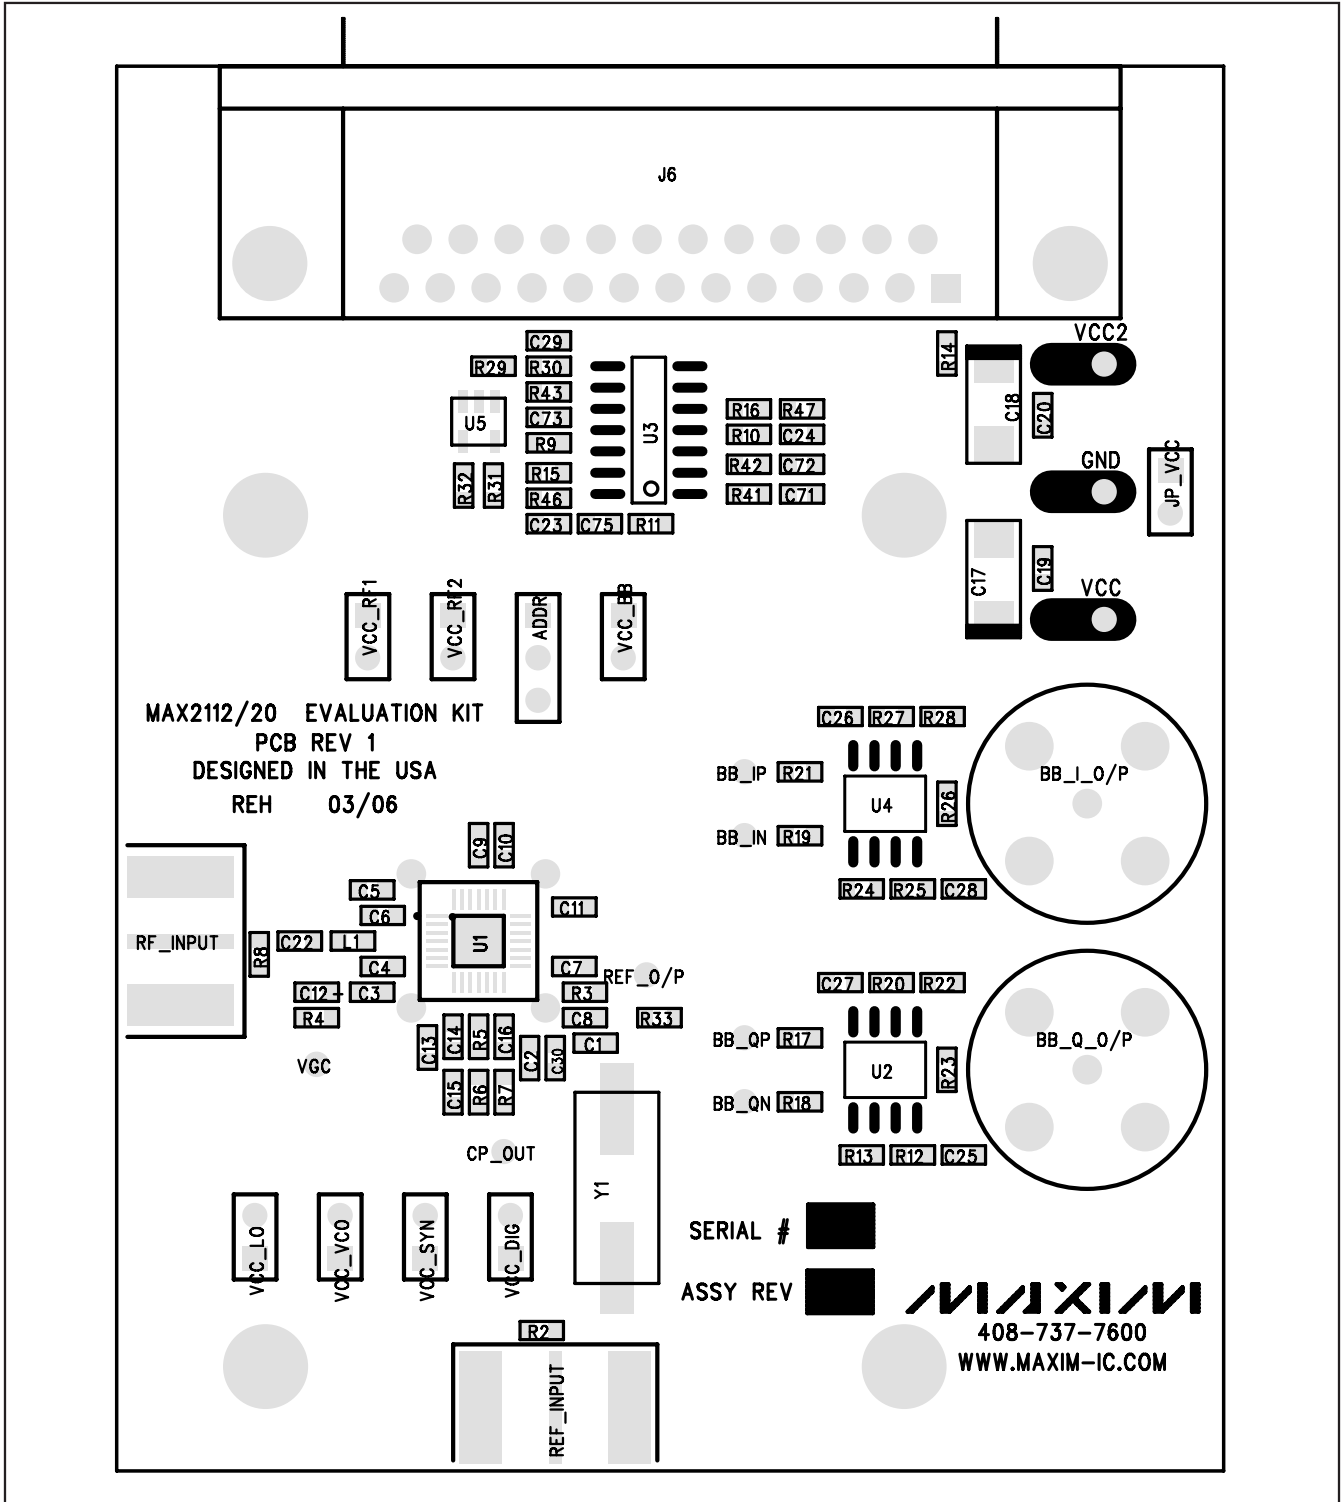 J6
VCC2
C29
R14
R29 R30
R43
C18
C20
R16 R47
C73
U5
U3
R10 C24
R9
GND
JP_VCC
R42 C72
R32 R31 R15
R46
R41 C71
C23 C75 R11
C17
C19
VCC
VCC_RF1
VCC_RF2
ADDR
VCC_BB
MAX2112/20 EVALUATION KIT
PCB REV 1
DESIGNED IN THE USA
REH 03/06
C26 R27 R28
BB_IP R21
BB_I_O/P
U4
R26
BB_IN R19
R24 R25 C28
C9 C10
C5
C6
C11
RF_INPUT
R8
C22 L1
U1
C4
C7
REF_O/P
C12+ C3
R3
R4
C8
R33
C27 R20 R22
BB_QP R17
BB_Q_O/P
U2
R23
BB_QN R18
R13 R12 C25
C13 C14 R5 C16 C2 C30 C1
VGC
C15 R6 R7
CP_OUT
Y1
VCC_LO
VCC_VCO
VCC_SYN
VCC_DIG
SERIAL #
ASSY REV
MAXIM
408-737-7600
WWW.MAXIM-IC.COM
R2
REF_INPUT